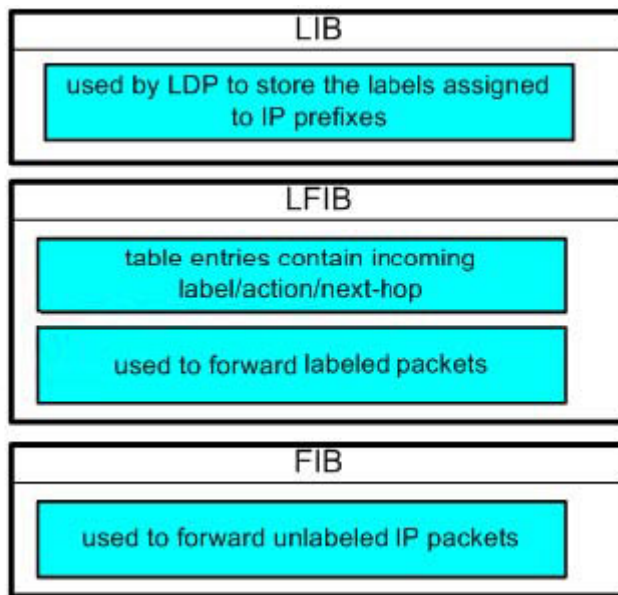 LIB
used by LDP to store the labels assigned
to IP prefixes
LFIB
table entries contain incoming
label/action/next-hop
used to forward labeled packets
FIB
used to forward unlabeled IP packets